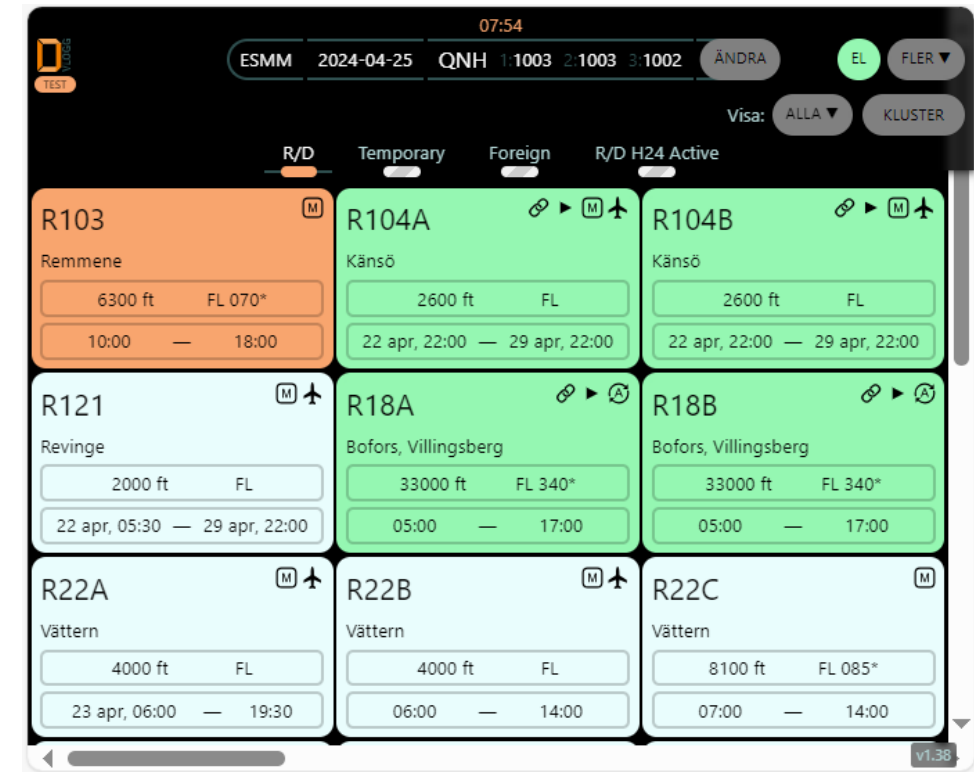 07:54
D VLOGG
TEST
ESMM 2024-04-25 QNH 1:1003 2:1003 3:1002 ÄNDRA EL FLER ▼
Visa: ALLA ▼ KLUSTER
R/D Temporary Foreign R/D H24 Active
R103 M R104A M R104B M
Remmene Känsö Känsö
6300 ft FL 070* 2600 ft FL 2600 ft FL
10:00 — 18:00 22 apr, 22:00 — 29 apr, 22:00 22 apr, 22:00 — 29 apr, 22:00
R121 M R18A A R18B A
Revinge Bofors, Villingsberg Bofors, Villingsberg
2000 ft FL 33000 ft FL 340* 33000 ft FL 340*
22 apr, 05:30 — 29 apr, 22:00 05:00 — 17:00 05:00 — 17:00
R22A M R22B M R22C M
Vättern Vättern Vättern
4000 ft FL 4000 ft FL 8100 ft FL 085*
23 apr, 06:00 — 19:30 06:00 — 14:00 07:00 — 14:00
v1.38